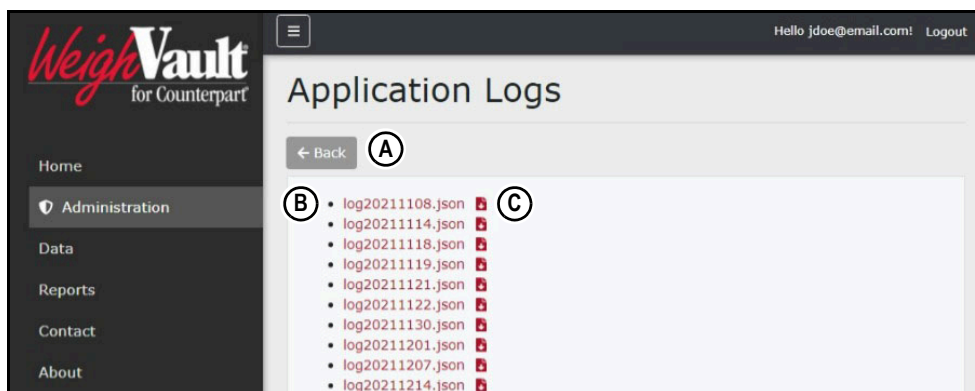 WeighVault
for Counterpart®
Hello jdoe@email.com! Logout
Application Logs
← Back
A
Home
Administration
Data
Reports
Contact
About
B
log20211108.json
C
log20211114.json
log20211118.json
log20211119.json
log20211121.json
log20211122.json
log20211130.json
log20211201.json
log20211207.json
log20211214.json